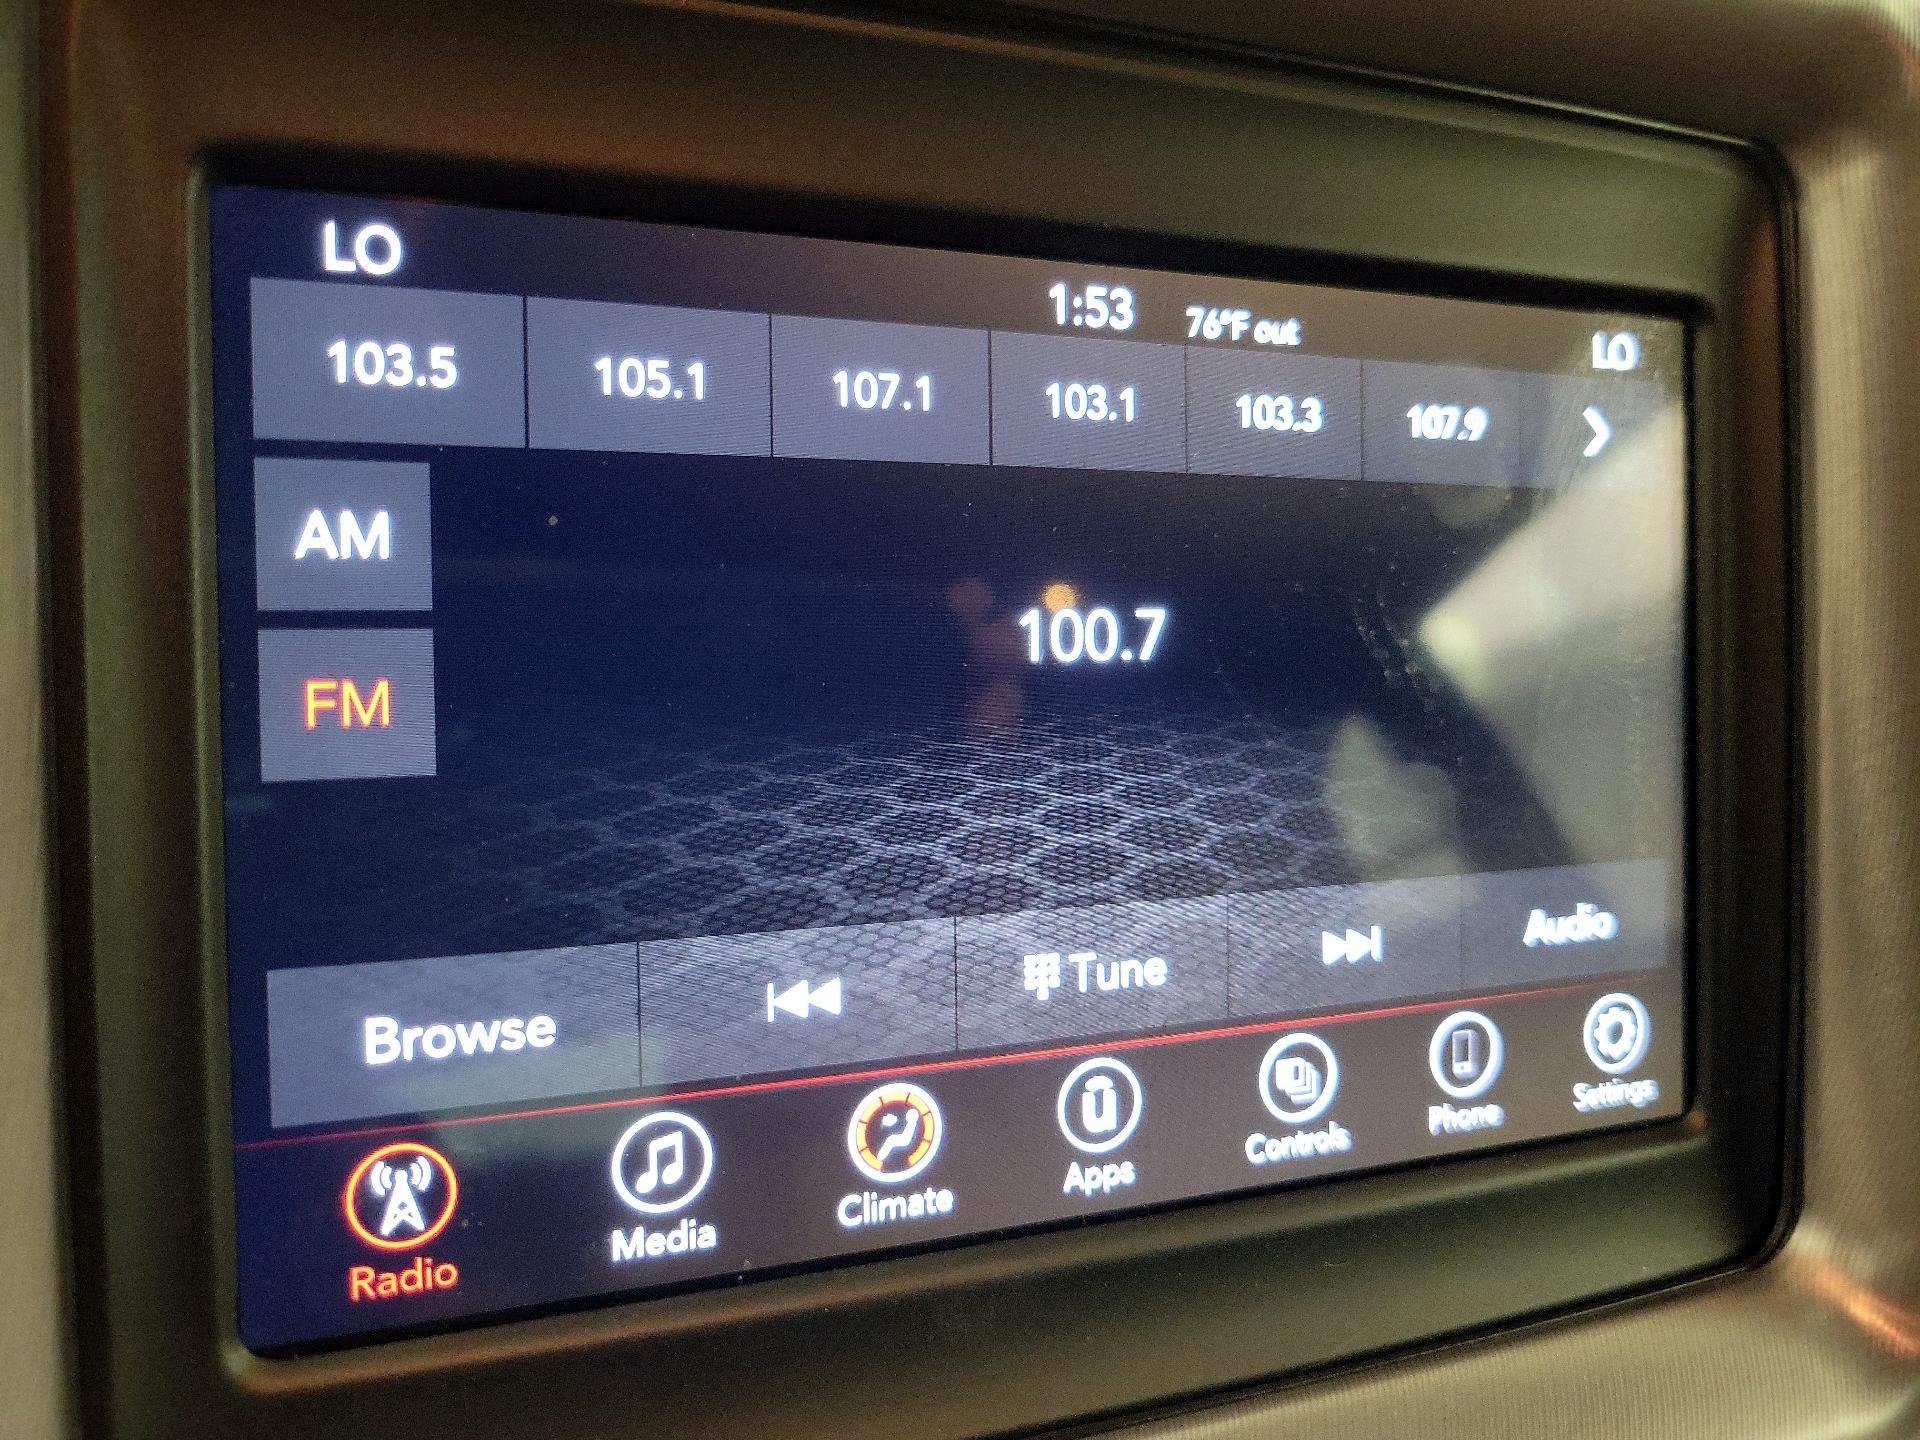 LO
1:53 76°F out
LO
103.5 105.1 107.1 103.1 103.3 107.9
AM
100.7
FM
Browse Tune Audio
Radio Media Climate Apps Controls Phone Settings